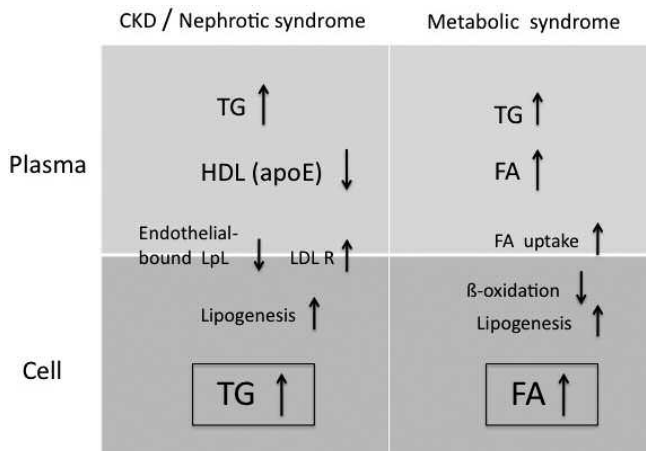 CKD / Nephrotic syndrome
Metabolic syndrome
Plasma
TG ↑
HDL (apoE) ↓
Endothelial-
bound LpL ↓ LDL R ↑
Lipogenesis ↑
TG ↑
FA ↑
FA uptake ↑
ß-oxidation ↓
Lipogenesis ↑
Cell
TG ↑
FA ↑